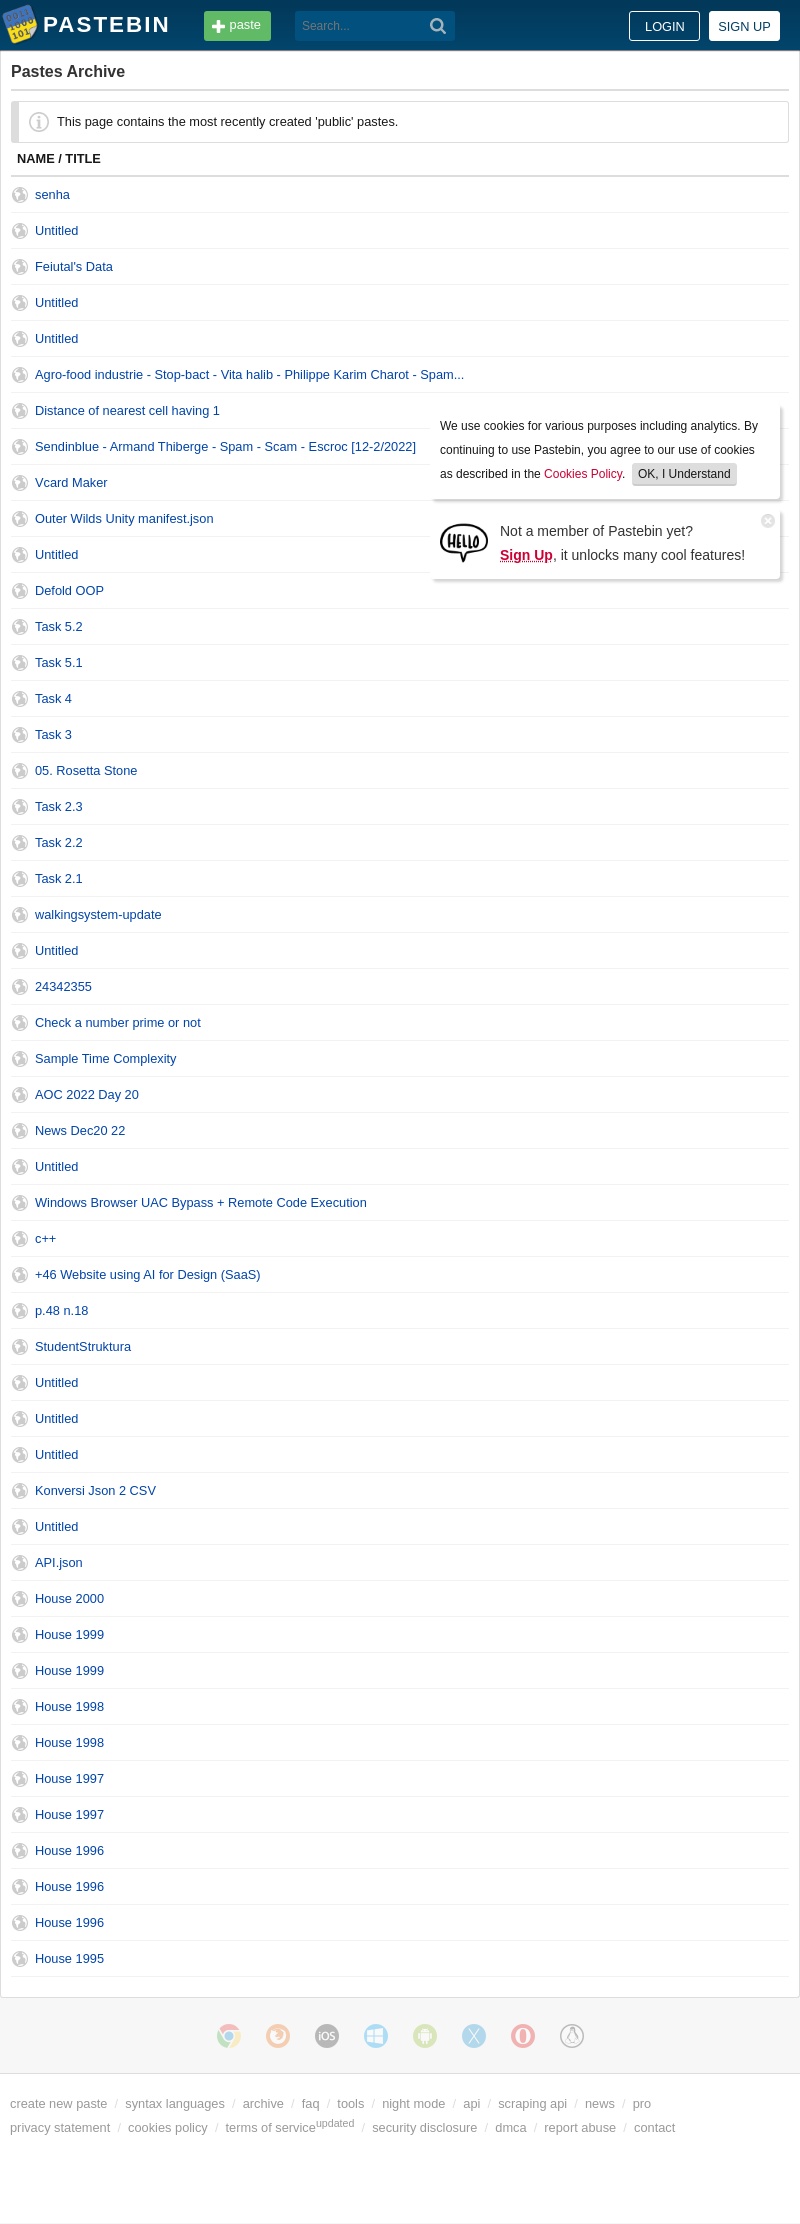 PASTEBIN
paste
Search...
LOGIN
SIGN UP
Pastes Archive
This page contains the most recently created 'public' pastes.
NAME / TITLE
senha
Untitled
Feiutal's Data
Untitled
Untitled
Agro-food industrie - Stop-bact - Vita halib - Philippe Karim Charot - Spam...
Distance of nearest cell having 1
Sendinblue - Armand Thiberge - Spam - Scam - Escroc [12-2/2022]
Vcard Maker
Outer Wilds Unity manifest.json
Untitled
Defold OOP
Task 5.2
Task 5.1
Task 4
Task 3
05. Rosetta Stone
Task 2.3
Task 2.2
Task 2.1
walkingsystem-update
Untitled
24342355
Check a number prime or not
Sample Time Complexity
AOC 2022 Day 20
News Dec20 22
Untitled
Windows Browser UAC Bypass + Remote Code Execution
c++
+46 Website using AI for Design (SaaS)
p.48 n.18
StudentStruktura
Untitled
Untitled
Untitled
Konversi Json 2 CSV
Untitled
API.json
House 2000
House 1999
House 1999
House 1998
House 1998
House 1997
House 1997
House 1996
House 1996
House 1996
House 1995
We use cookies for various purposes including analytics. By
continuing to use Pastebin, you agree to our use of cookies
as described in the Cookies Policy. OK, I Understand
HELLO
Not a member of Pastebin yet?
Sign Up, it unlocks many cool features!
iOS
create new paste / syntax languages / archive / faq / tools / night mode / api / scraping api / news / pro
privacy statement / cookies policy / terms of service updated / security disclosure / dmca / report abuse / contact